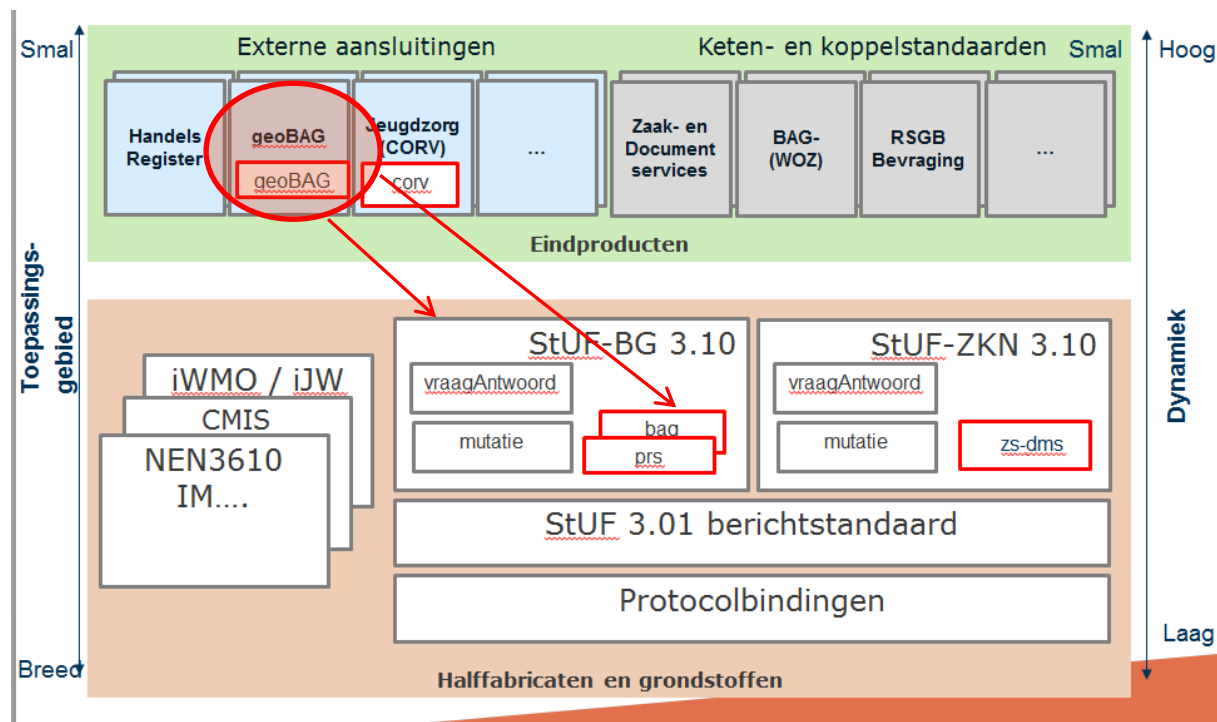 Smal
Externe aansluitingen
Keten- en koppelstandaarden
Smal
Hoog
Handels
Register
geoBAG
geoBAG
Jeugdzorg
(CORV)
corv
...
Zaak- en
Document
services
BAG-
(WOZ)
RSGB
Bevraging
...
Eindproducten
Toepassings-
gebied
Dynamiek
iWMO / iJW
CMIS
NEN3610
IM....
StUF-BG 3.10
vraagAntwoord
mutatie
bag
prs
StUF-ZKN 3.10
vraagAntwoord
mutatie
zs-dms
StUF 3.01 berichtstandaard
Protocolbindingen
Breed
Laag
Halffabricaten en grondstoffen